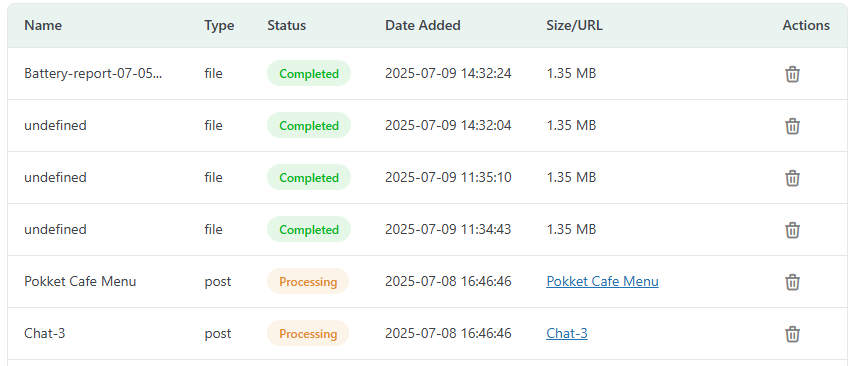 Name Type Status Date Added Size/URL Actions
Battery-report-07-05... file Completed 2025-07-09 14:32:24 1.35 MB
undefined file Completed 2025-07-09 14:32:04 1.35 MB
undefined file Completed 2025-07-09 11:35:10 1.35 MB
undefined file Completed 2025-07-09 11:34:43 1.35 MB
Pokket Cafe Menu post Processing 2025-07-08 16:46:46 Pokket Cafe Menu
Chat-3 post Processing 2025-07-08 16:46:46 Chat-3